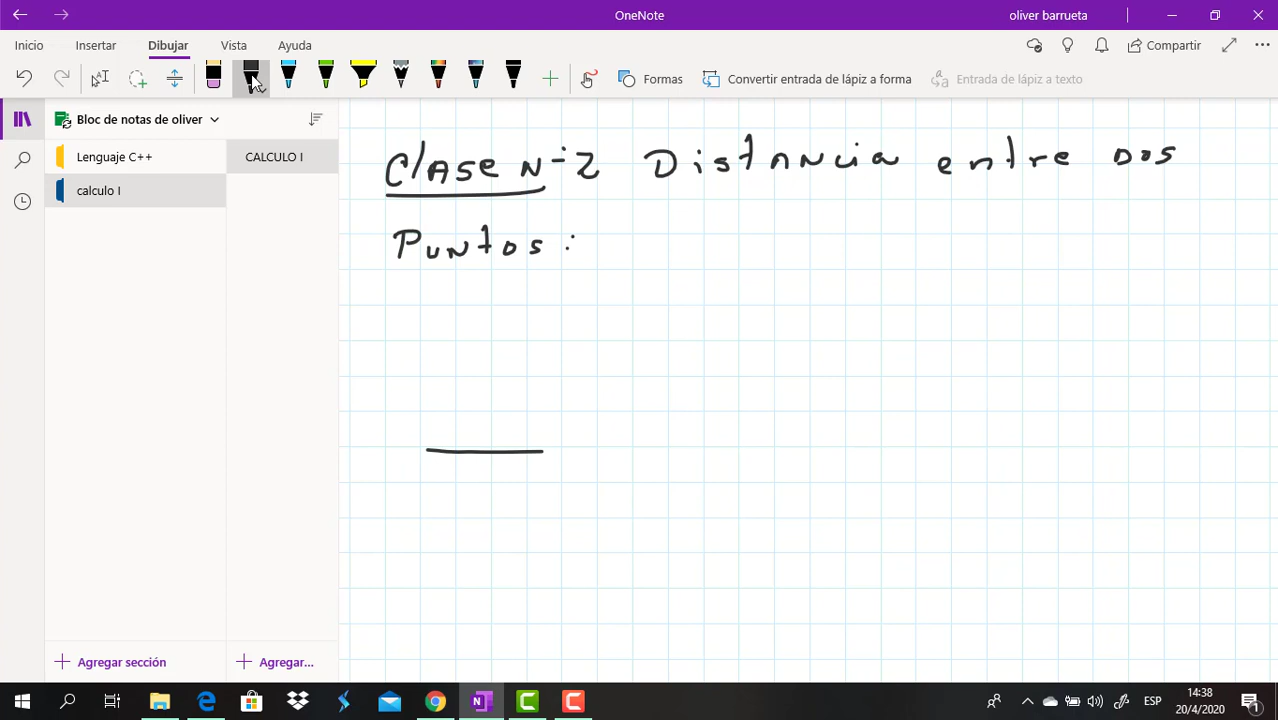 OneNote
oliver barrueta
Inicio
Insertar
Dibujar
Vista
Ayuda
Compartir
Formas
Convertir entrada de lápiz a forma
Entrada de lápiz a texto
Bloc de notas de oliver
Lenguaje C++
CALCULO I
calculo I
Clase N-2 Distancia entre Dos
Puntos :
Agregar sección
Agregar...
ESP
14:38
20/4/2020